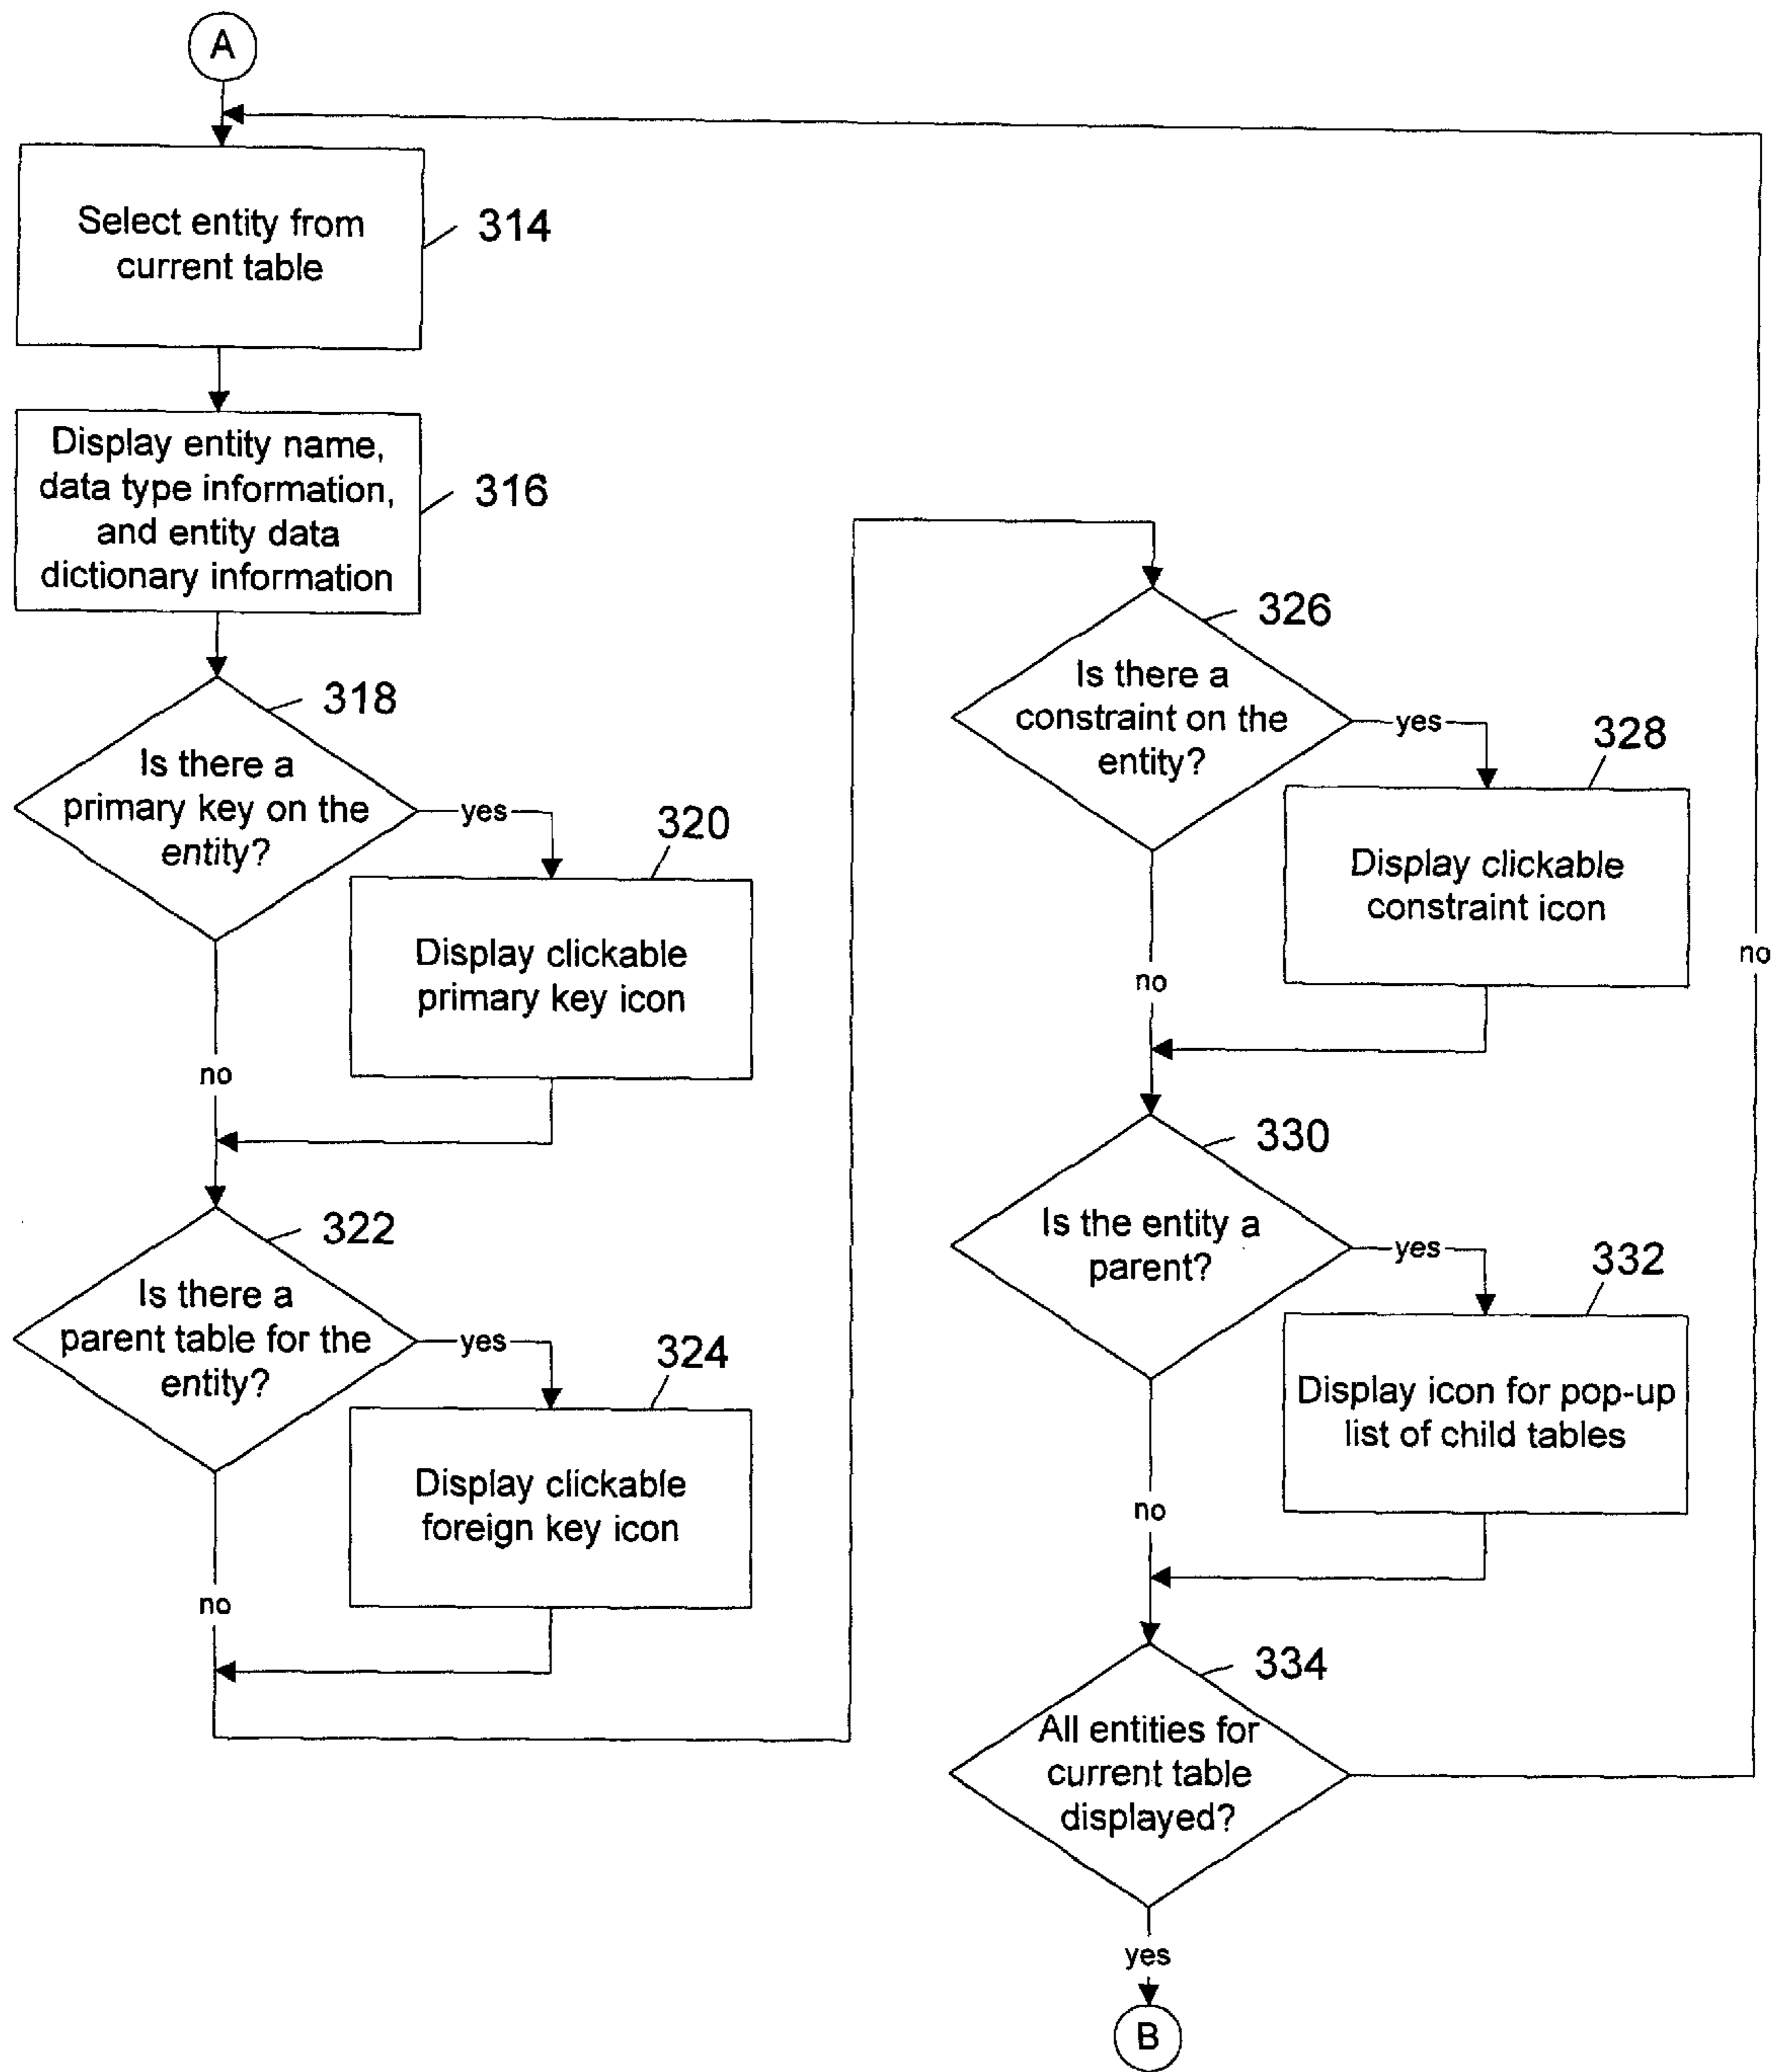 A
Select entity from
current table
314
Display entity name,
data type information,
and entity data
dictionary information
316
318
Is there a
primary key on the
entity?
yes
320
Display clickable
primary key icon
no
322
Is there a
parent table for the
entity?
yes
324
Display clickable
foreign key icon
no
326
Is there a
constraint on the
entity?
yes
328
Display clickable
constraint icon
no
no
330
Is the entity a
parent?
yes
332
Display icon for pop-up
list of child tables
no
334
All entities for
current table
displayed?
yes
B